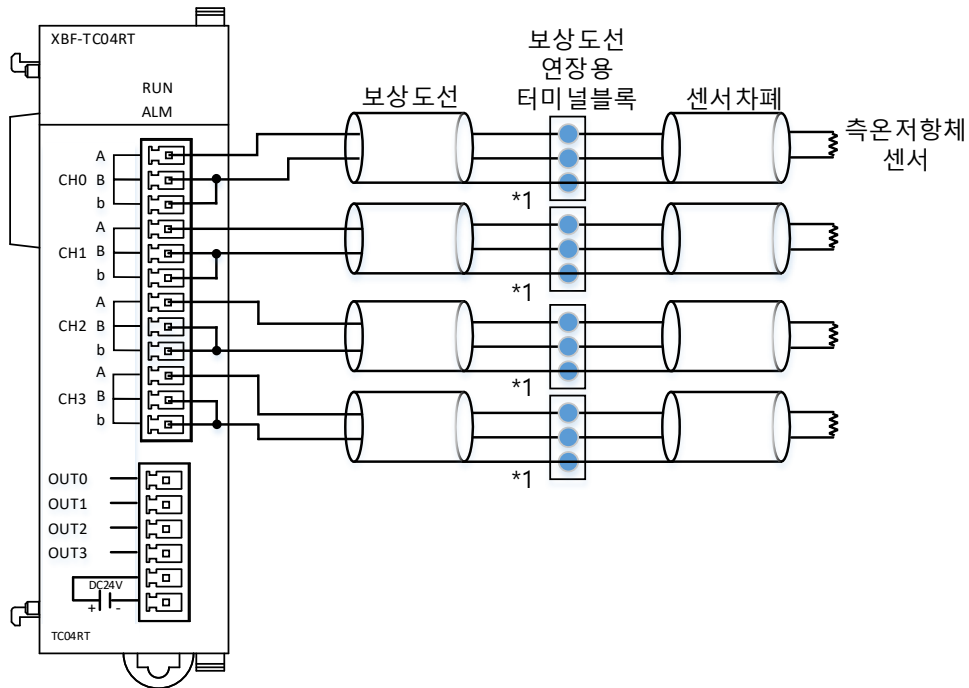 XBF-TC04RT
RUN
ALM
보상도선
보상도선
연장용
터미널블록
센서차폐
측온저항체
센서
A
CH0 B
b
*1
A
CH1 B
b
*1
A
CH2 B
b
*1
A
CH3 B
b
*1
OUT0
OUT1
OUT2
OUT3
DC24V
+ -
TC04RT